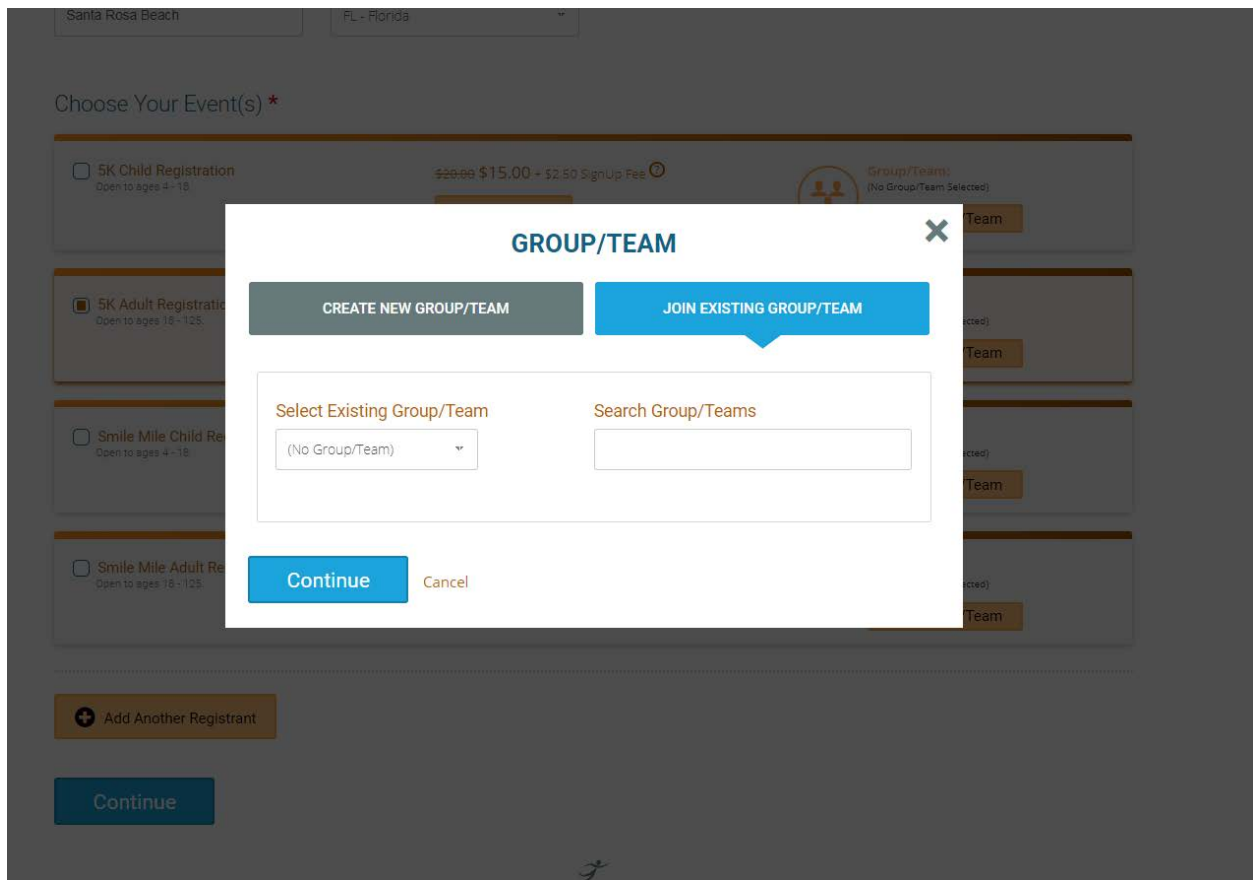 Santa Rosa Beach
FL - Florida
Choose Your Event(s) *
5K Child Registration
Open to ages 4 - 18.
$20.00 $15.00 + $2.50 SignUp Fee ?
Group/Team:
(No Group/Team Selected)
/Team
GROUP/TEAM
CREATE NEW GROUP/TEAM
JOIN EXISTING GROUP/TEAM
5K Adult Registratio
Open to ages 18 - 125.
ected)
/Team
Select Existing Group/Team
Search Group/Teams
(No Group/Team)
Smile Mile Child Re
Open to ages 4 - 18.
ected)
/Team
Smile Mile Adult Re
Open to ages 18 - 125.
ected)
/Team
Continue
Cancel
Add Another Registrant
Continue